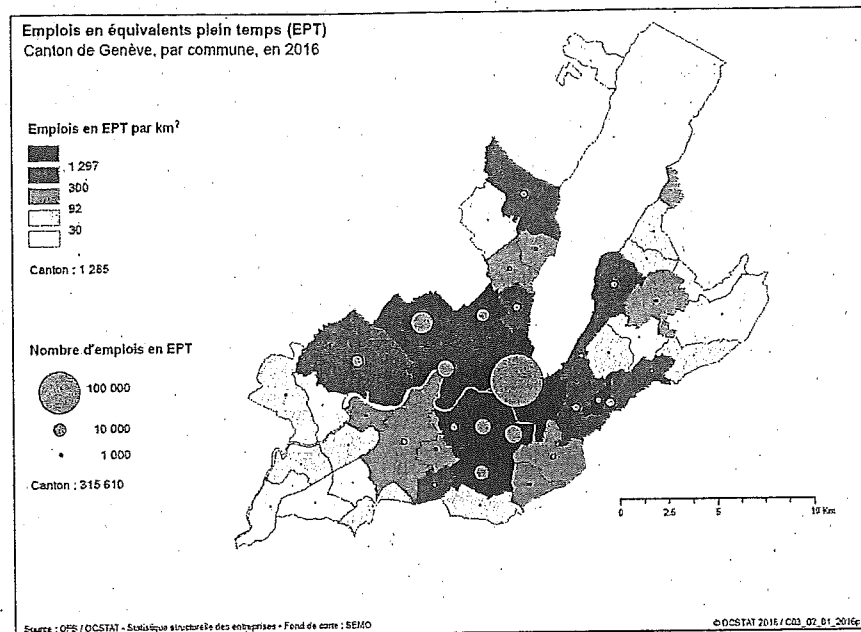 Emplois en équivalents plein temps (EPT)
Canton de Genève, par commune, en 2016
Emplois en EPT par km²
1 297
300
92
30
Canton : 1 285
Nombre d'emplois en EPT
100 000
10 000
1 000
Canton : 315 610
0 2.5 5 10 Km
Source : OFS / OCSTAT - Statistique structurelle des entreprises - Fond de carte : SEMO
© OCSTAT 2018 / C03_02_01_2016p